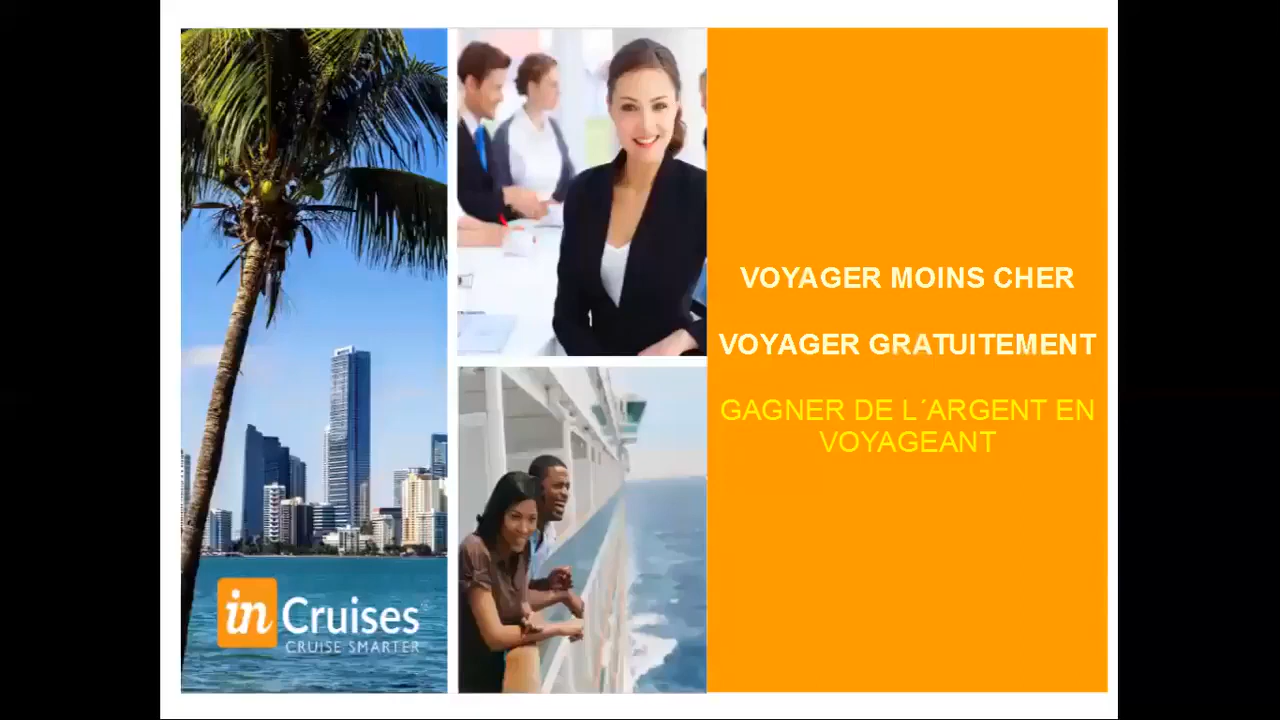 VOYAGER MOINS CHER
VOYAGER GRATUITEMENT
GAGNER DE L´ARGENT EN
VOYAGEANT
in Cruises
CRUISE SMARTER